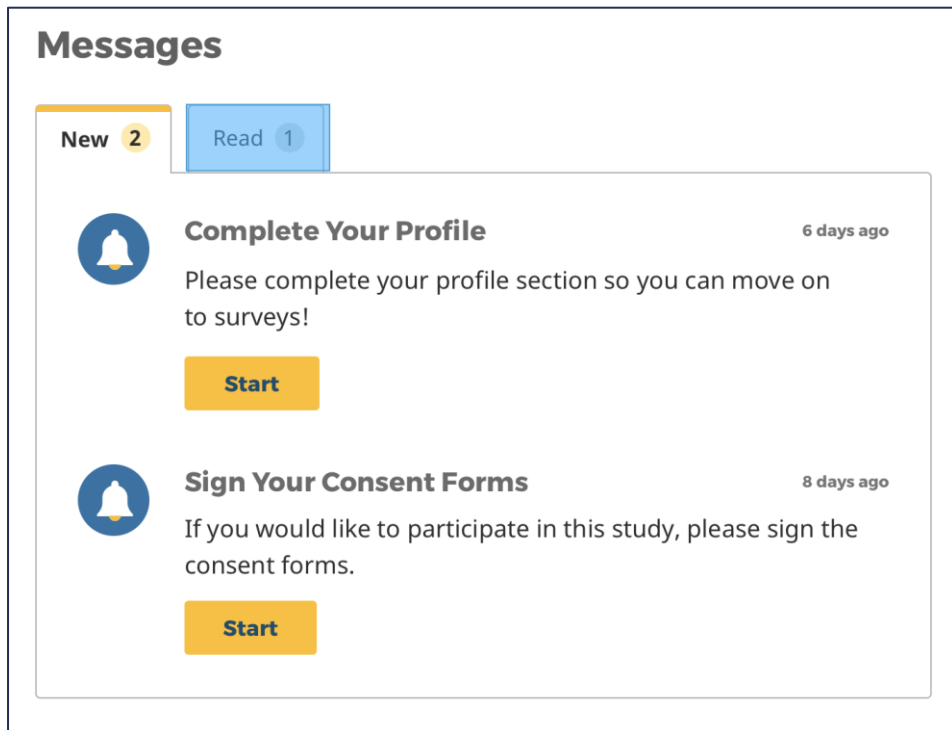 Messages
New 2 Read 1
Complete Your Profile 6 days ago
Please complete your profile section so you can move on
to surveys!
Start
Sign Your Consent Forms 8 days ago
If you would like to participate in this study, please sign the
consent forms.
Start